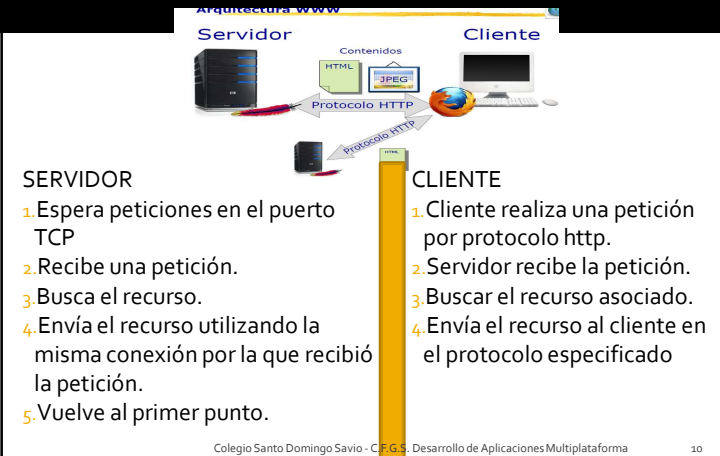 Arquitectura WWW
Servidor
Cliente
Contenidos
HTML
JPEG
Protocolo HTTP
Protocolo HTTP
HTML
SERVIDOR
1.Espera peticiones en el puerto
TCP
2.Recibe una petición.
3.Busca el recurso.
4.Envía el recurso utilizando la
misma conexión por la que recibió
la petición.
5.Vuelve al primer punto.
CLIENTE
1.Cliente realiza una petición
por protocolo http.
2.Servidor recibe la petición.
3.Buscar el recurso asociado.
4.Envía el recurso al cliente en
el protocolo especificado
Colegio Santo Domingo Savio - C.F.G.S. Desarrollo de Aplicaciones Multiplataforma
10